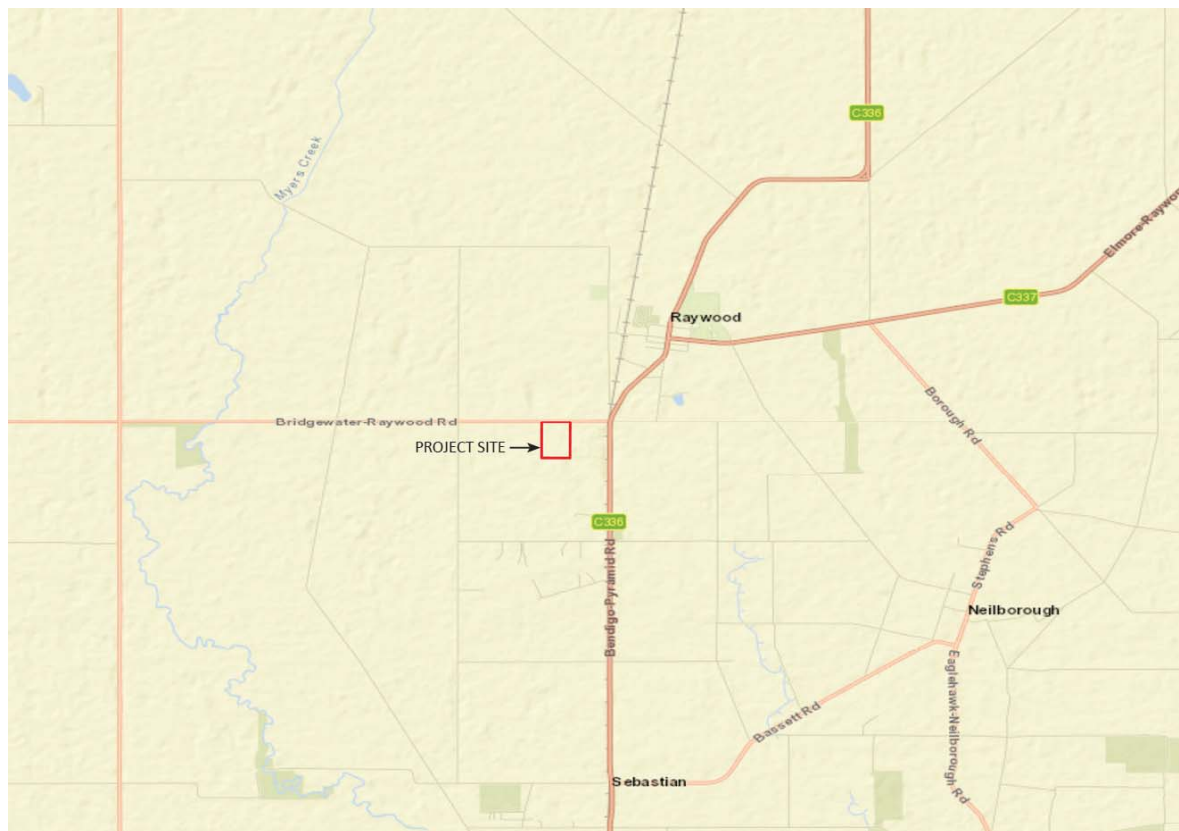 C336
Myers Creek
Elmore-Raywo
C337
Raywood
Bridgewater-Raywood Rd
Borough Rd
PROJECT SITE
C336
Stephens Rd
Bendigo-Pyramid Rd
Neilborough
Eaglehawk-Neilborough Rd
Bassett Rd
Sebastian